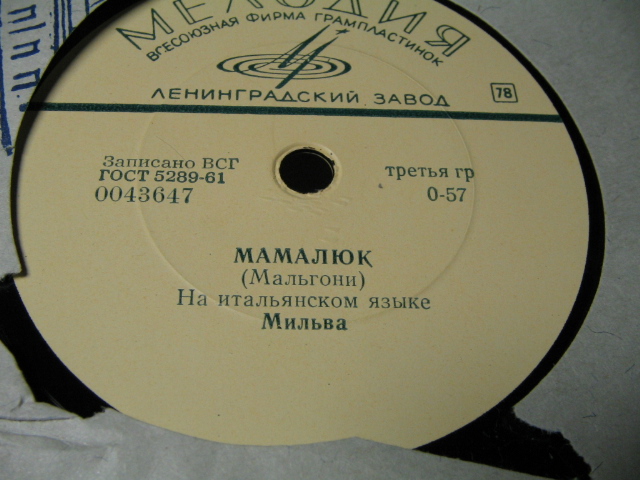 МЕЛОДИЯ
ВСЕСОЮЗНАЯ ФИРМА ГРАМПЛАСТИНОК
ЛЕНИНГРАДСКИЙ ЗАВОД
78
Записано ВСГ
ГОСТ 5289-61
0043647
третья гр
0-57
МАМАЛЮК
(Мальгони)
На итальянском языке
Мильва